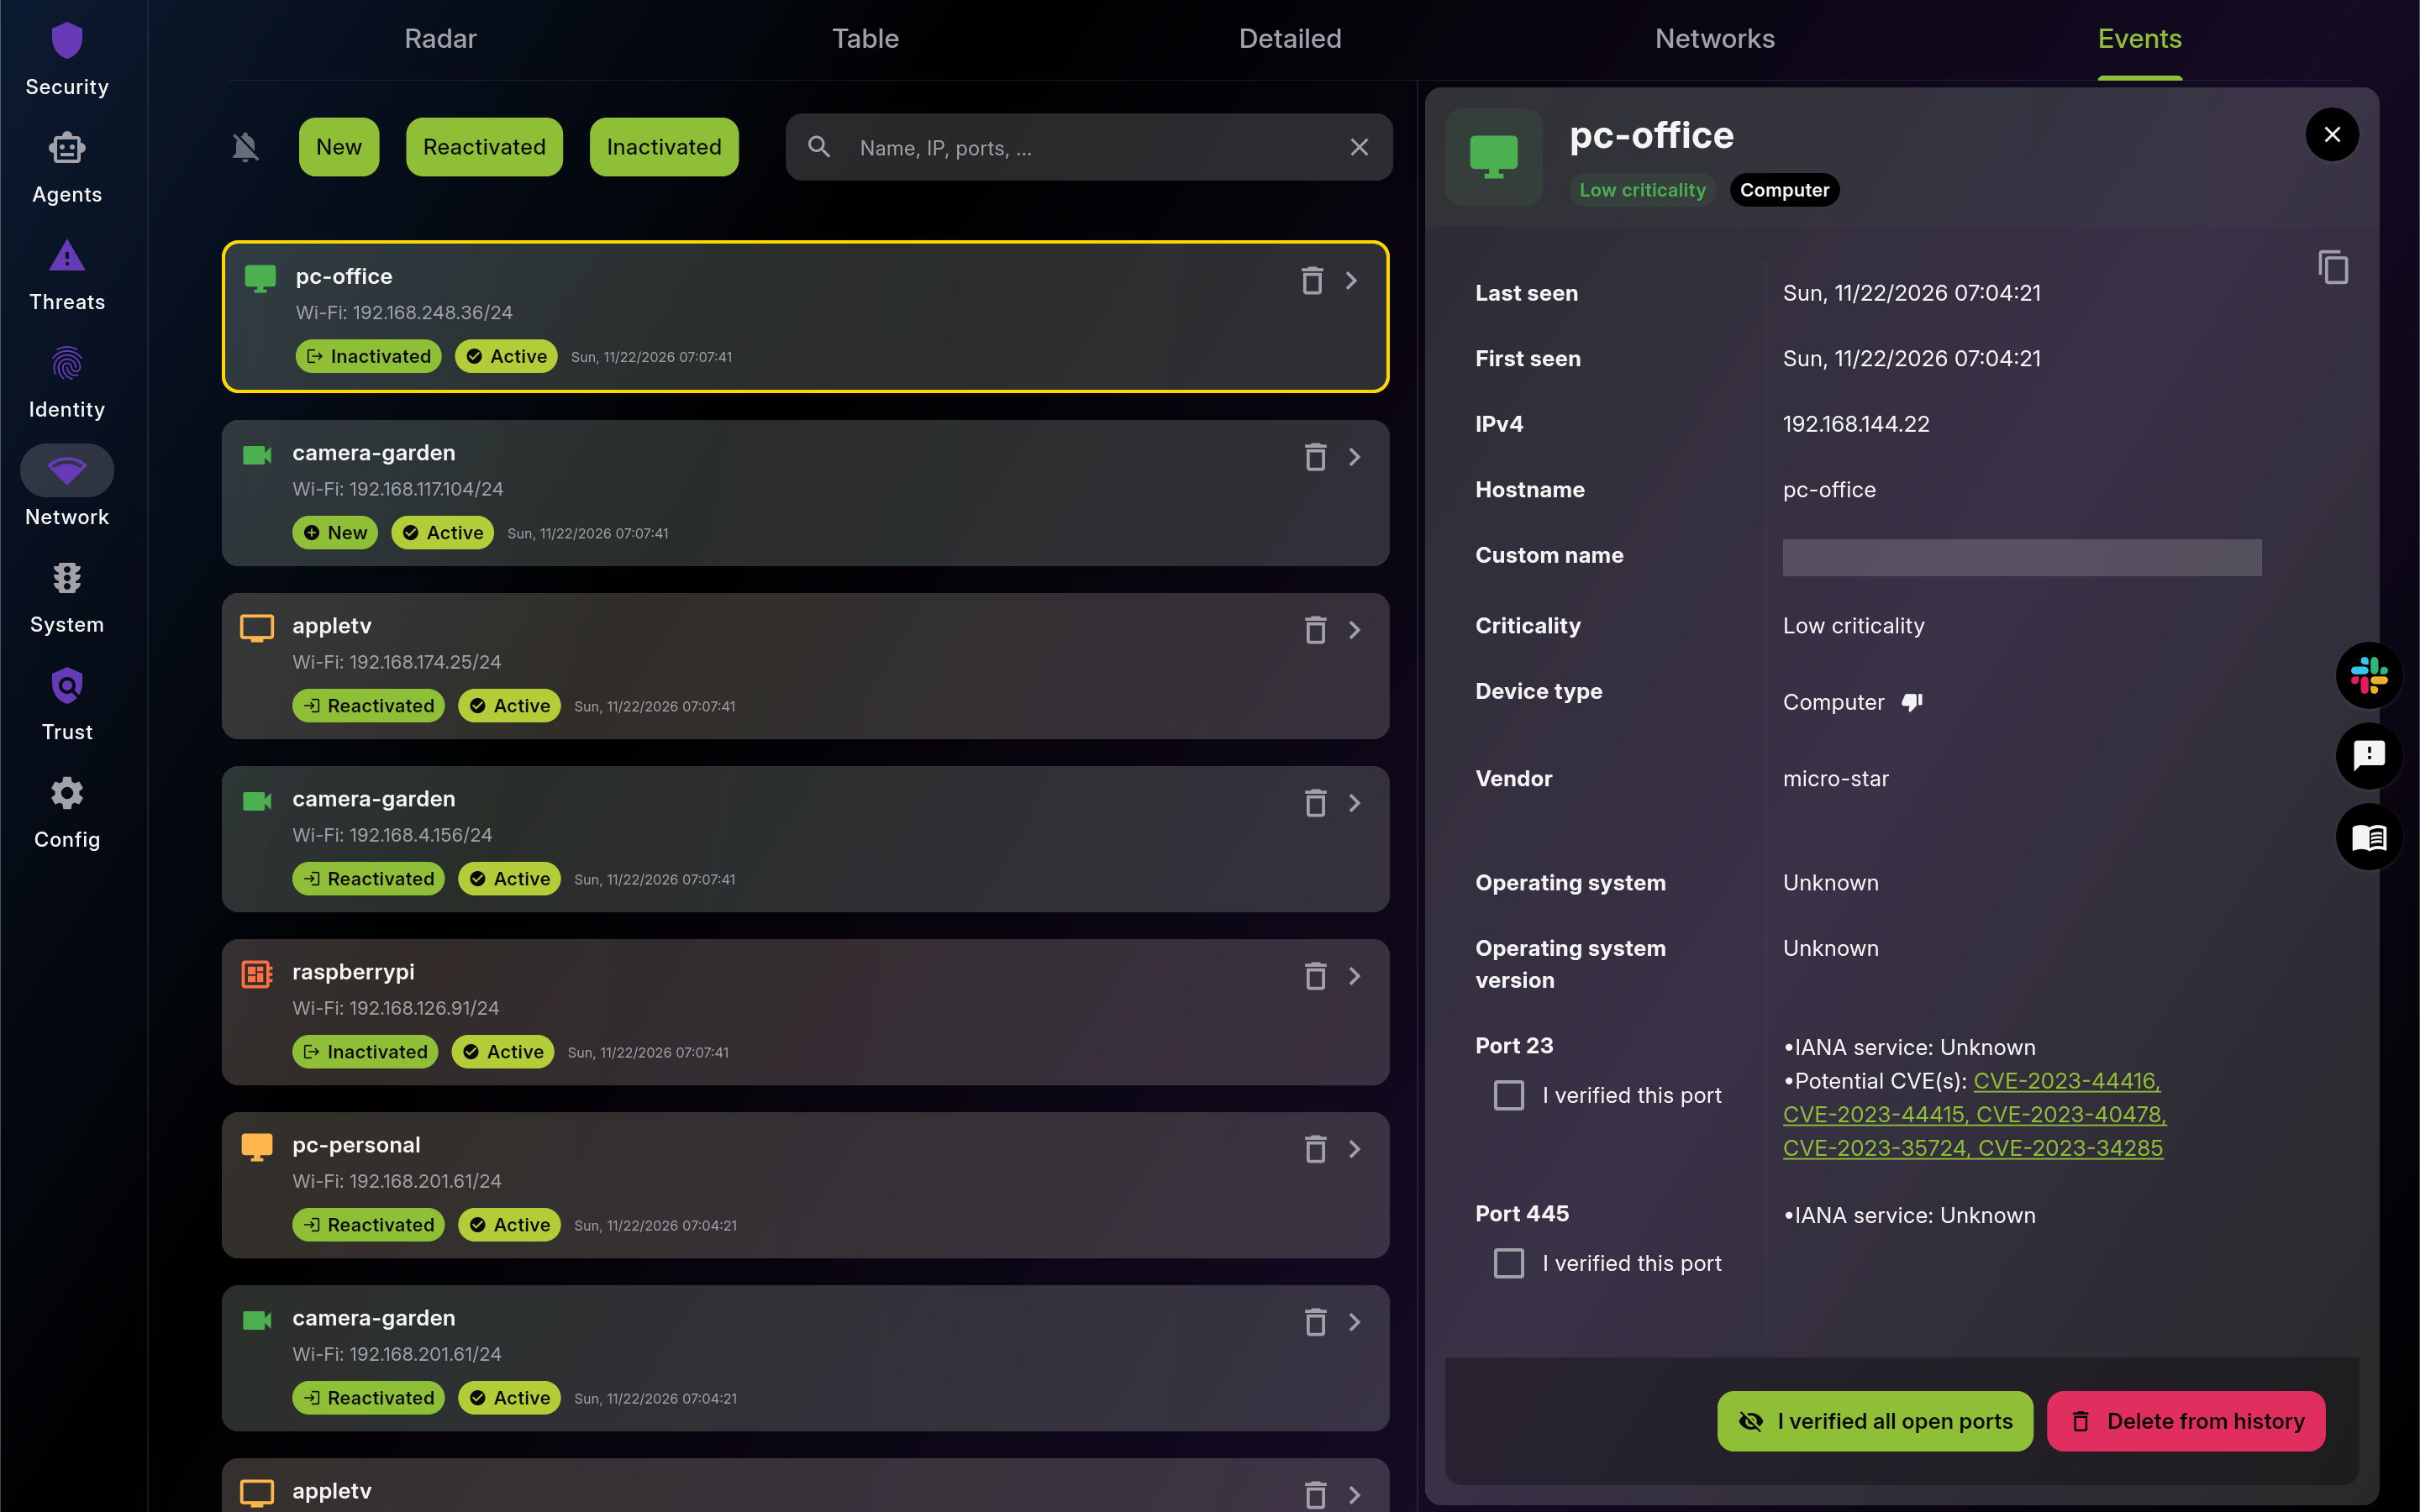 Security
Agents
Threats
Identity
Network
System
Trust
Config
Radar
Table
Detailed
Networks
Events
New
Reactivated
Inactivated
Name, IP, ports, ...
pc-office
Wi-Fi: 192.168.248.36/24
Inactivated
Active
Sun, 11/22/2026 07:07:41
camera-garden
Wi-Fi: 192.168.117.104/24
New
Active
Sun, 11/22/2026 07:07:41
appletv
Wi-Fi: 192.168.174.25/24
Reactivated
Active
Sun, 11/22/2026 07:07:41
camera-garden
Wi-Fi: 192.168.4.156/24
Reactivated
Active
Sun, 11/22/2026 07:07:41
raspberrypi
Wi-Fi: 192.168.126.91/24
Inactivated
Active
Sun, 11/22/2026 07:07:41
pc-personal
Wi-Fi: 192.168.201.61/24
Reactivated
Active
Sun, 11/22/2026 07:04:21
camera-garden
Wi-Fi: 192.168.201.61/24
Reactivated
Active
Sun, 11/22/2026 07:04:21
appletv
pc-office
Low criticality
Computer
Last seen
Sun, 11/22/2026 07:04:21
First seen
Sun, 11/22/2026 07:04:21
IPv4
192.168.144.22
Hostname
pc-office
Custom name
Criticality
Low criticality
Device type
Computer
Vendor
micro-star
Operating system
Unknown
Operating system
version
Unknown
Port 23
I verified this port
•IANA service: Unknown
•Potential CVE(s): CVE-2023-44416,
CVE-2023-44415, CVE-2023-40478,
CVE-2023-35724, CVE-2023-34285
Port 445
I verified this port
•IANA service: Unknown
I verified all open ports
Delete from history